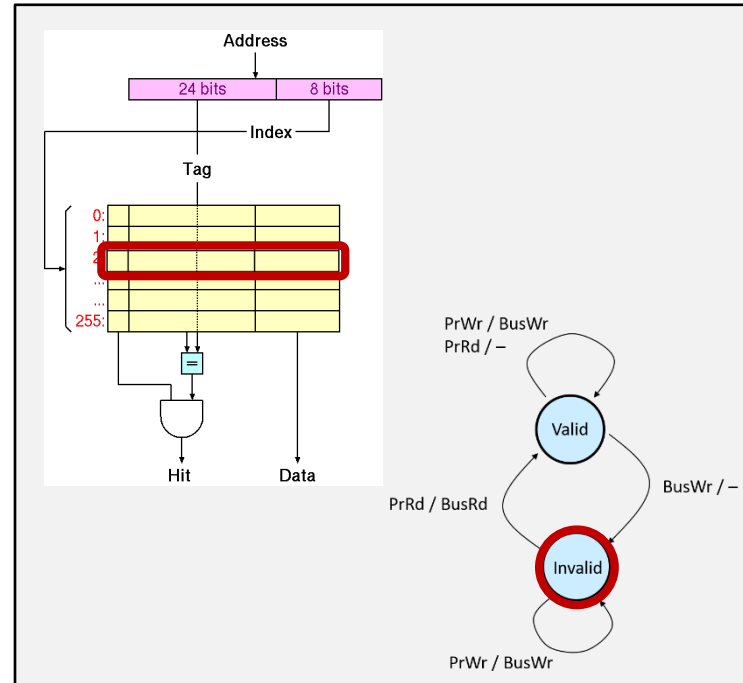 Address
24 bits
8 bits
Index
Tag
0:
1:
2:
...
...
255:
=
Hit
Data
PrWr / BusWr
PrRd / –
Valid
BusWr / –
PrRd / BusRd
Invalid
PrWr / BusWr